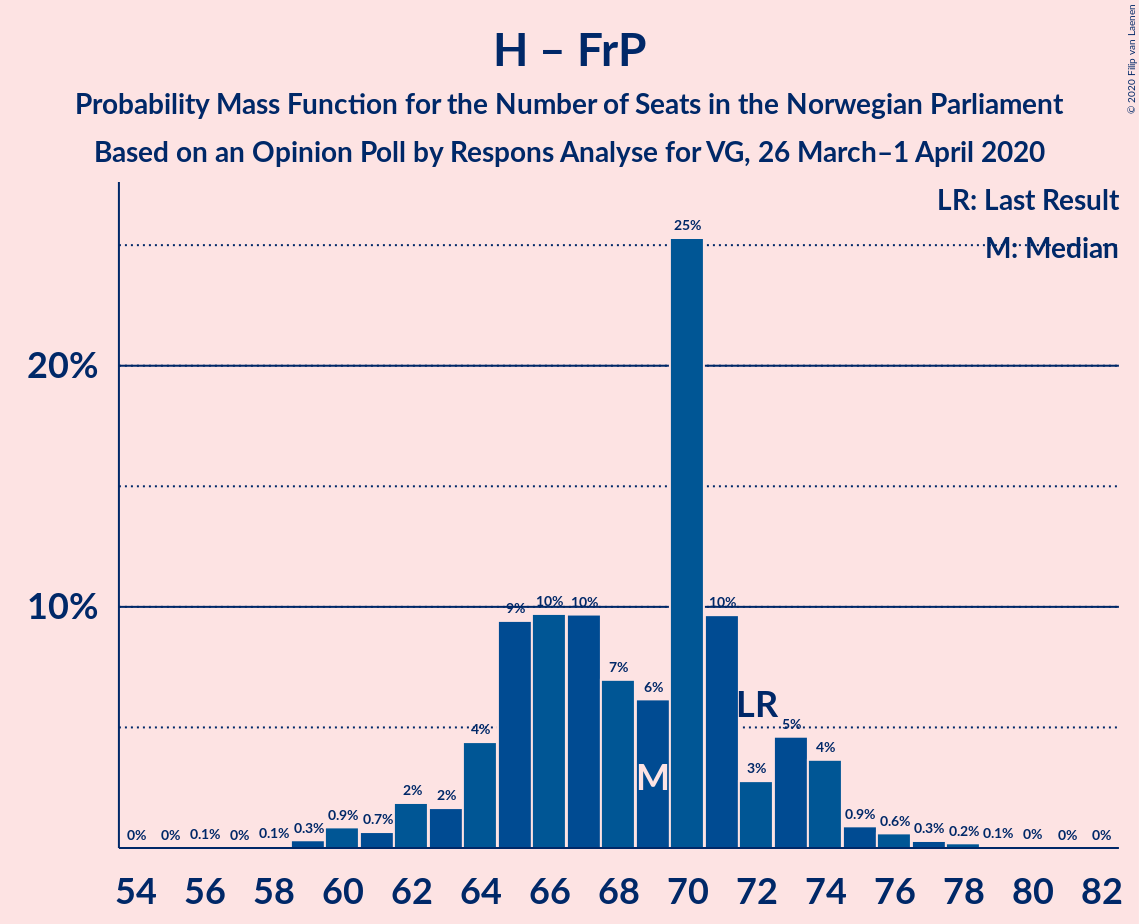 H – FrP
Probability Mass Function for the Number of Seats in the Norwegian Parliament
Based on an Opinion Poll by Respons Analyse for VG, 26 March–1 April 2020
© 2020 Filip van Laenen
LR: Last Result
M: Median
20%
10%
0% 0% 0.1% 0% 0.1% 0.3% 0.9% 0.7% 2% 2% 4% 9% 10% 10% 7% 6% 25% 10% 3% 5% 4% 0.9% 0.6% 0.3% 0.2% 0.1% 0% 0% 0%
LR
M
54 56 58 60 62 64 66 68 70 72 74 76 78 80 82